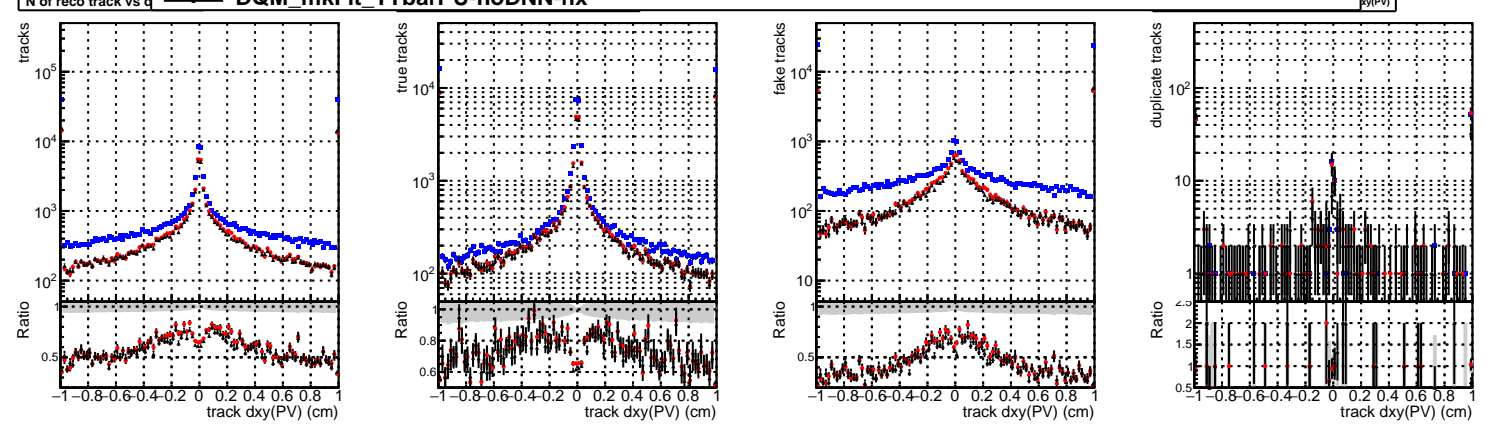 N of reco track vs
DQM_mkFit_TTbarPU-noDNN-fix
xy(PV)
tracks
10^5
10^4
10^3
10^2
Ratio
1
0.5
−1 −0.8 −0.6 −0.4 −0.2 0 0.2 0.4 0.6 0.8 1
track dxy(PV) (cm)
true tracks
10^4
10^3
10^2
Ratio
1
0.8
0.6
−1 −0.8 −0.6 −0.4 −0.2 0 0.2 0.4 0.6 0.8 1
track dxy(PV) (cm)
fake tracks
10^4
10^3
10^2
10
Ratio
1
0.5
−1 −0.8 −0.6 −0.4 −0.2 0 0.2 0.4 0.6 0.8 1
track dxy(PV) (cm)
duplicate tracks
10^2
10
1
Ratio
2.5
2
1.5
1
0.5
−1 −0.8 −0.6 −0.4 −0.2 0 0.2 0.4 0.6 0.8 1
track dxy(PV) (cm)